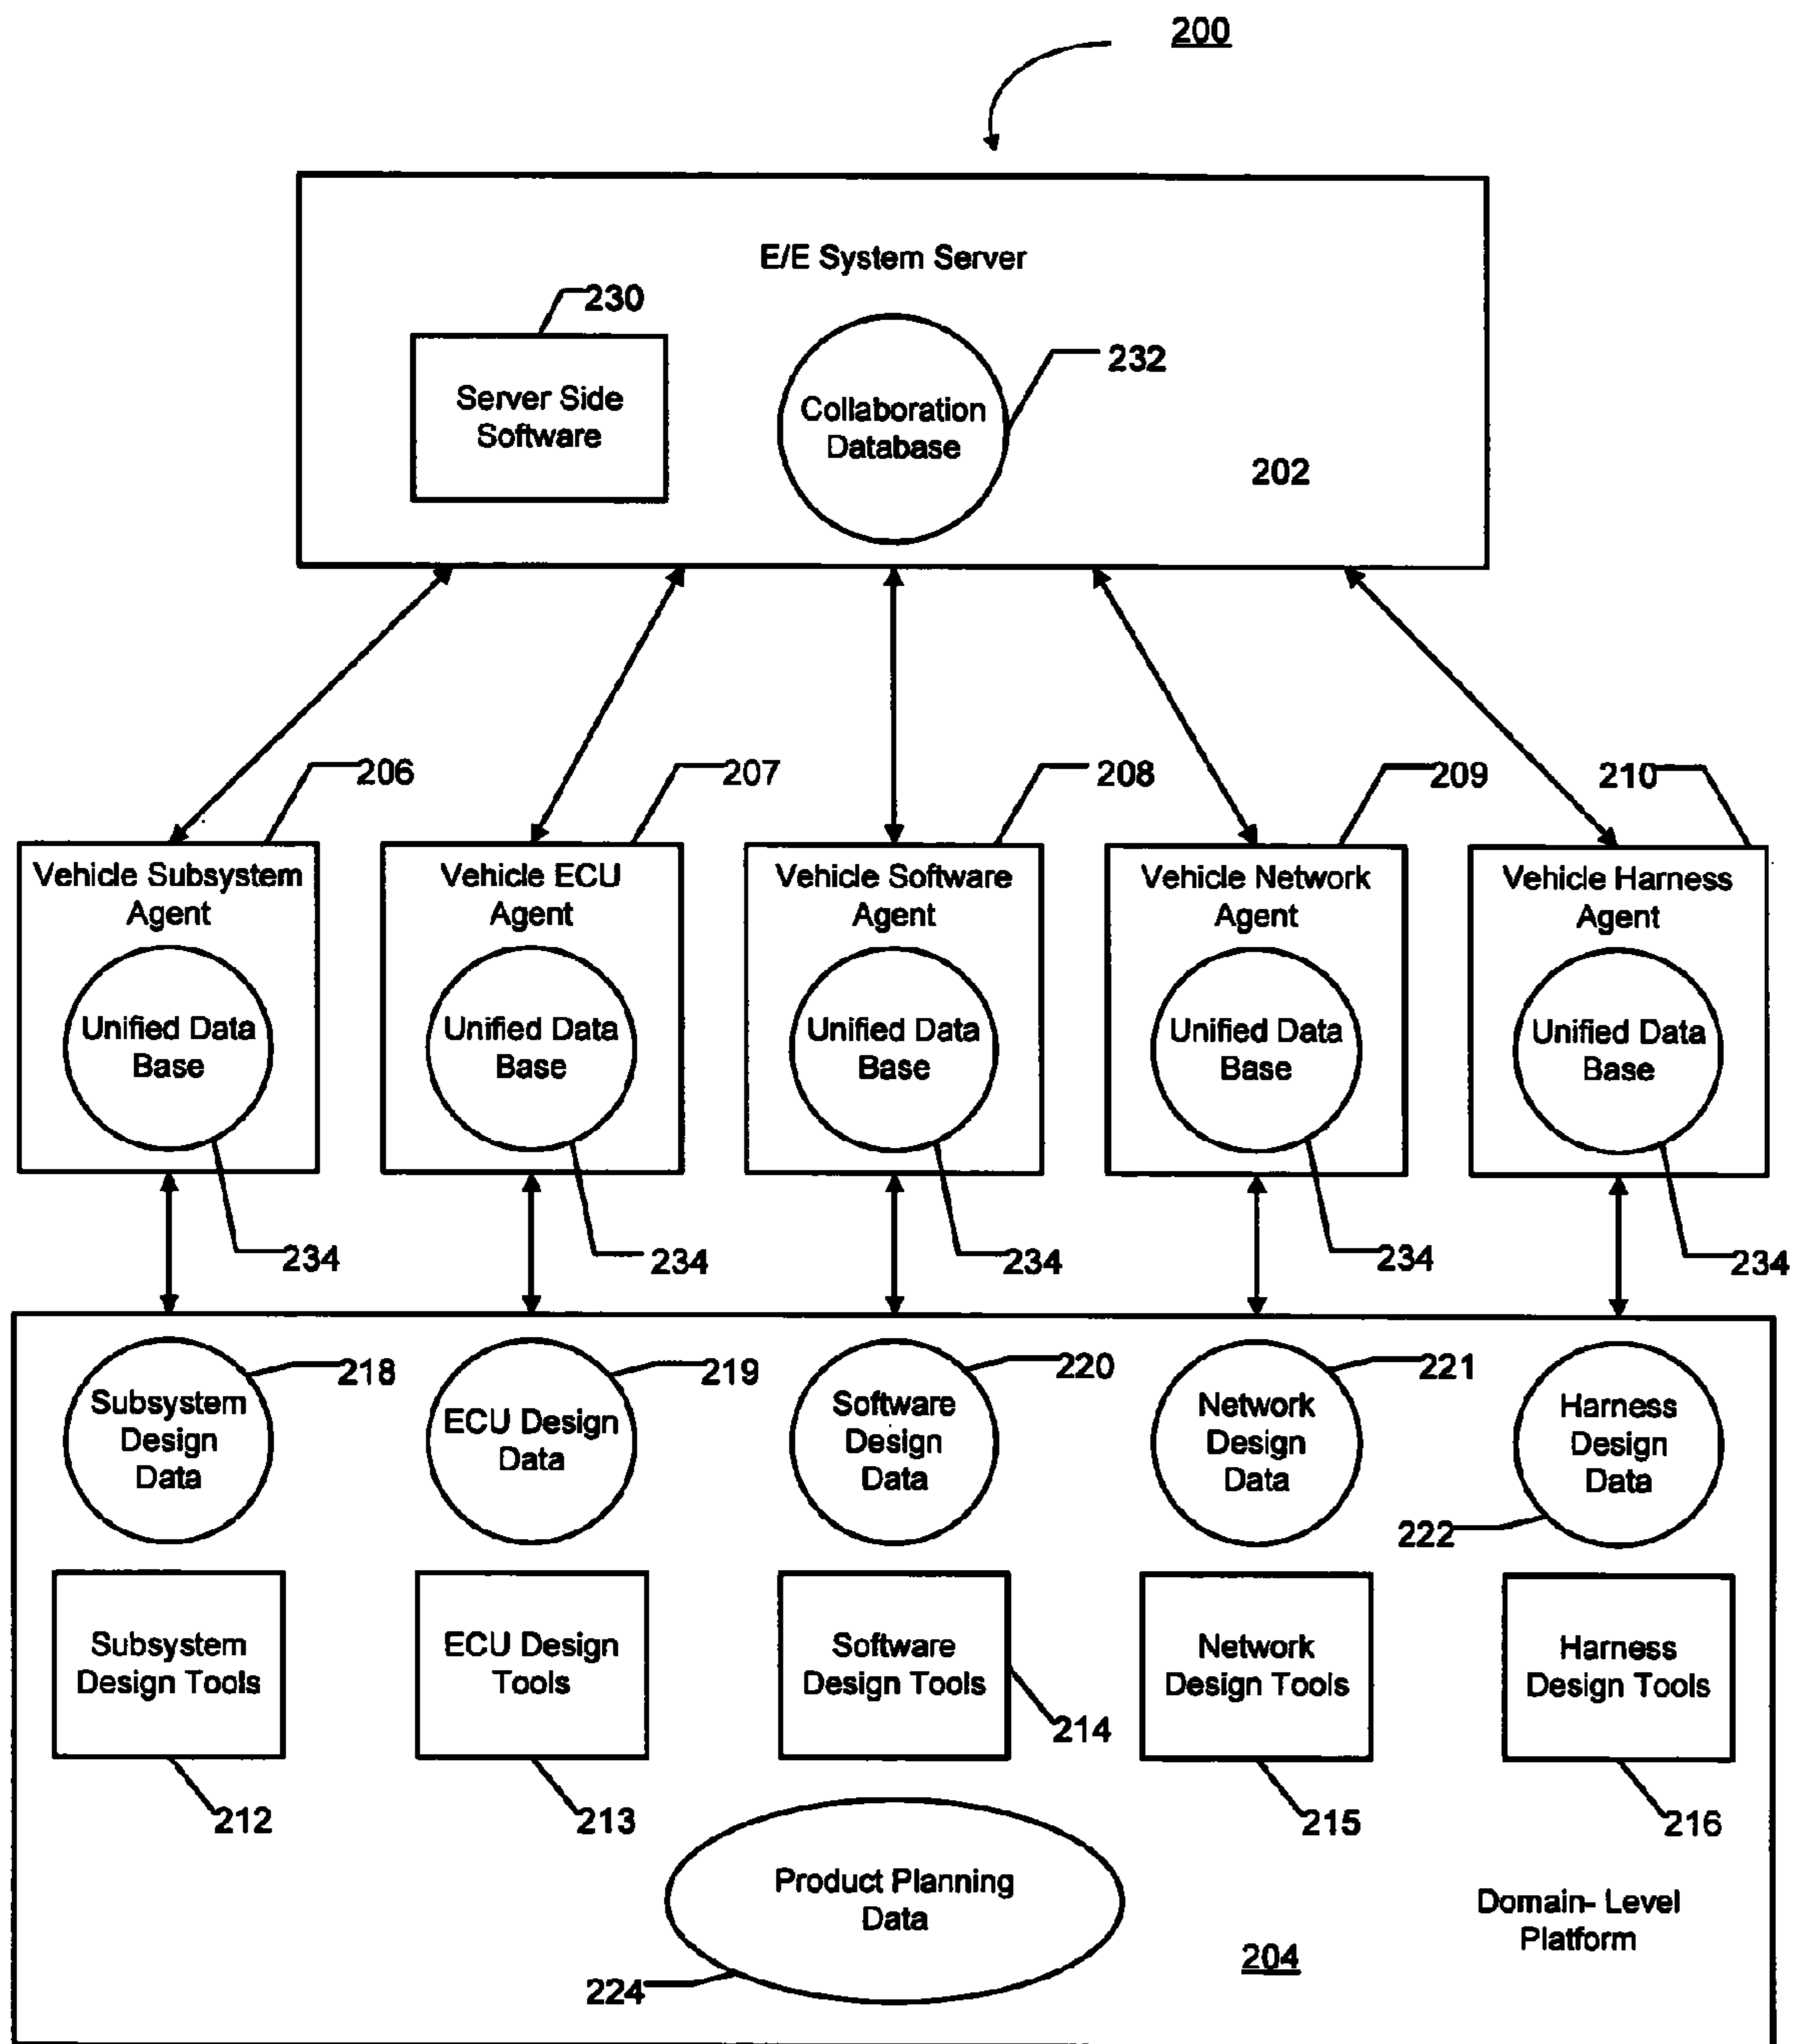 200
E/E System Server
230
Server Side
Software
Collaboration
Database
232
202
206
207
208
209
210
Vehicle Subsystem
Agent
Vehicle ECU
Agent
Vehicle Software
Agent
Vehicle Network
Agent
Vehicle Harness
Agent
Unified Data
Base
Unified Data
Base
Unified Data
Base
Unified Data
Base
Unified Data
Base
234
234
234
234
234
Subsystem
Design
Data
218
ECU Design
Data
219
Software
Design
Data
220
Network
Design
Data
221
Harness
Design
Data
222
Subsystem
Design Tools
ECU Design
Tools
Software
Design Tools
Network
Design Tools
Harness
Design Tools
214
212
213
215
216
Product Planning
Data
224
204
Domain- Level
Platform